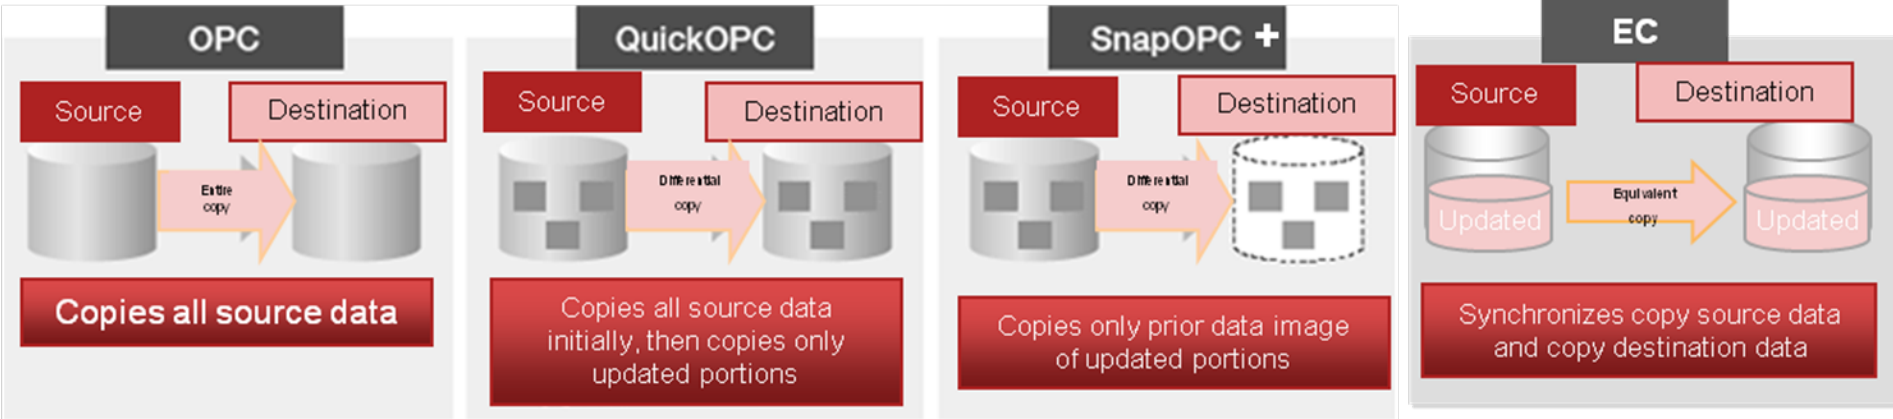 OPC
Source
Destination
Entire
copy
Copies all source data
QuickOPC
Source
Destination
Differential
copy
Copies all source data
initially, then copies only
updated portions
SnapOPC +
Source
Destination
Differential
copy
Copies only prior data image
of updated portions
EC
Source
Destination
Updated
Equivalent
copy
Updated
Synchronizes copy source data
and copy destination data